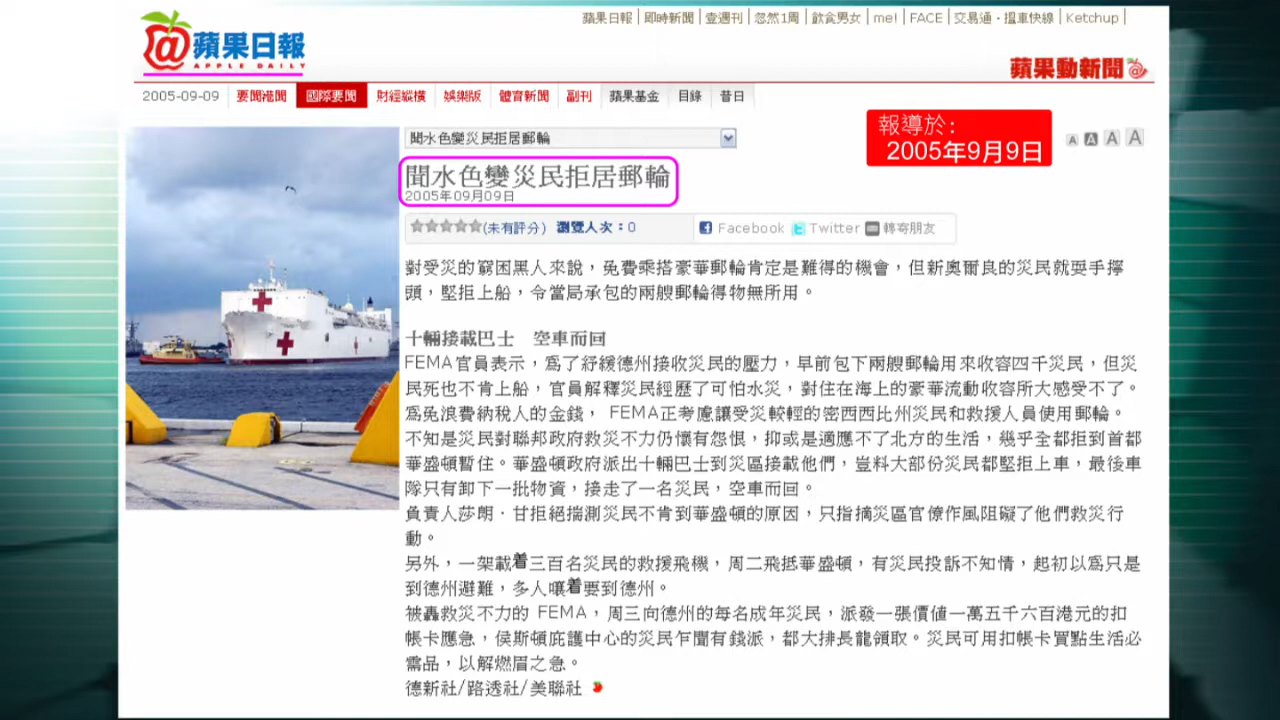 蘋果日報 | 即時新聞 | 壹週刊 | 忽然1周 | 飲食男女 | me! | FACE | 交易通・搵車快線 | Ketchup |
@蘋果日報
APPLE DAILY
蘋果動新聞
2005-09-09 要聞港聞 國際要聞 財經縱橫 娛樂版 體育新聞 副刊 蘋果基金 目錄 昔日
報導於:
2005年9月9日
聞水色變災民拒居郵輪
A A A A
聞水色變災民拒居郵輪
2005年09月09日
(未有評分) 瀏覽人次:0 Facebook Twitter 轉寄朋友
對受災的窮困黑人來說,免費乘搭豪華郵輪肯定是難得的機會,但新奧爾良的災民就耍手擰
頭,堅拒上船,令當局承包的兩艘郵輪得物無所用。
十輛接載巴士 空車而回
FEMA官員表示,為了紓緩德州接收災民的壓力,早前包下兩艘郵輪用來收容四千災民,但災
民死也不肯上船,官員解釋災民經歷了可怕水災,對住在海上的豪華流動收容所大感受不了。
為免浪費納稅人的金錢, FEMA正考慮讓受災較輕的密西西比州災民和救援人員使用郵輪。
不知是災民對聯邦政府救災不力仍懷有怨恨,抑或是適應不了北方的生活,幾乎全都拒到首都
華盛頓暫住。華盛頓政府派出十輛巴士到災區接載他們,豈料大部份災民都堅拒上車,最後車
隊只有卸下一批物資,接走了一名災民,空車而回。
負責人莎朗‧甘拒絕揣測災民不肯到華盛頓的原因,只指摘災區官僚作風阻礙了他們救災行
動。
另外,一架載着三百名災民的救援飛機,周二飛抵華盛頓,有災民投訴不知情,起初以為只是
到德州避難,多人嚷着要到德州。
被轟救災不力的 FEMA,周三向德州的每名成年災民,派發一張價值一萬五千六百港元的扣
帳卡應急,侯斯頓庇護中心的災民乍聞有錢派,都大排長龍領取。災民可用扣帳卡買點生活必
需品,以解燃眉之急。
德新社/路透社/美聯社